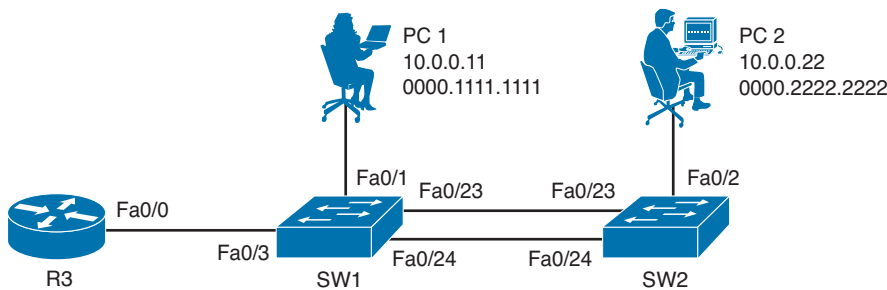 PC 1
10.0.0.11
0000.1111.1111
PC 2
10.0.0.22
0000.2222.2222
Fa0/1
Fa0/2
Fa0/23
Fa0/23
Fa0/0
Fa0/3
Fa0/24
Fa0/24
R3
SW1
SW2